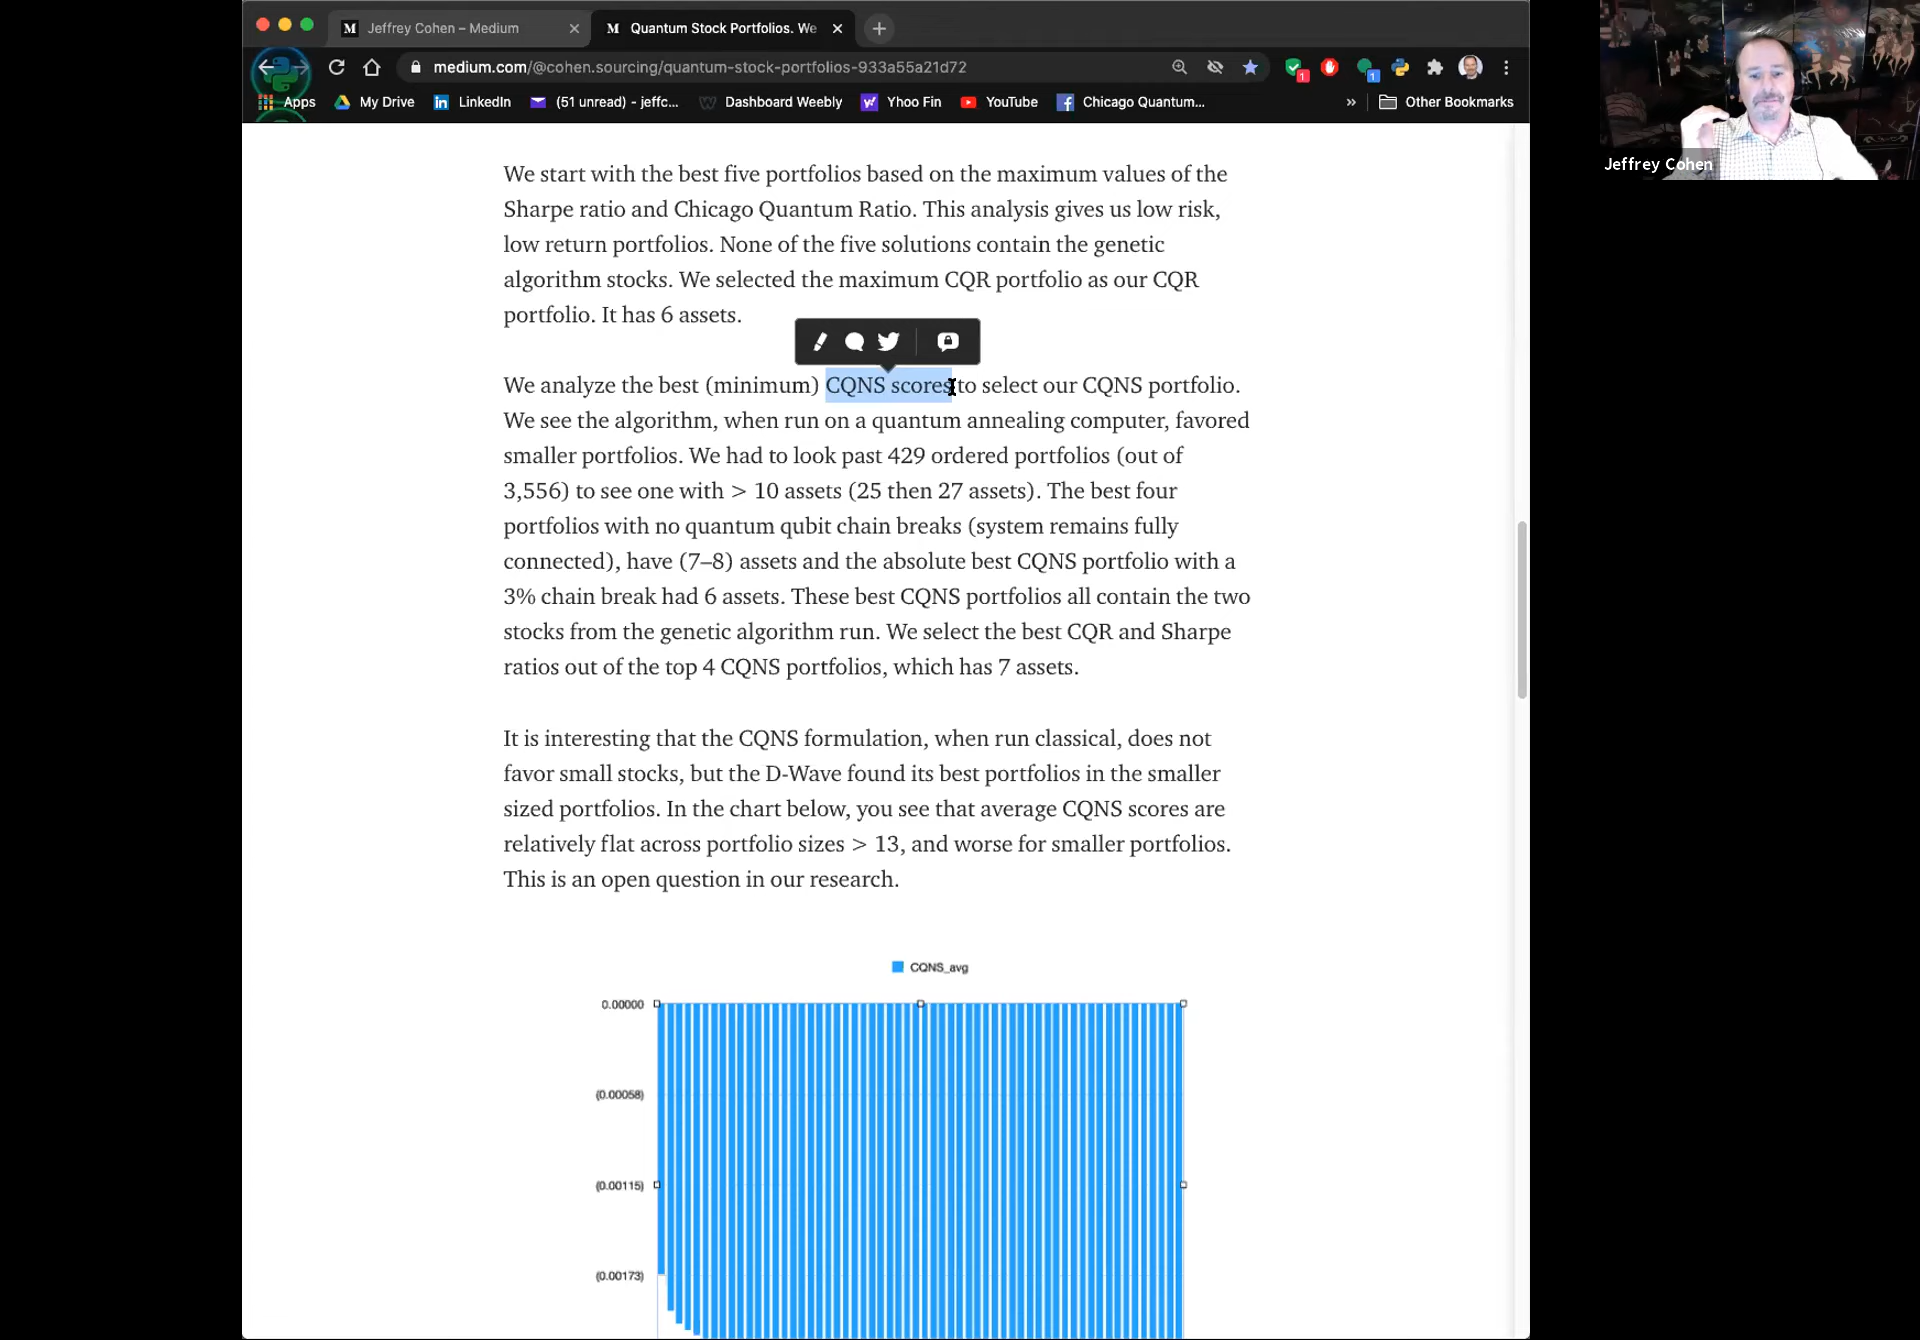 Jeffrey Cohen – Medium
Quantum Stock Portfolios. We
medium.com/@cohen.sourcing/quantum-stock-portfolios-933a55a21d72
1
1
Apps
My Drive
LinkedIn
(51 unread) - jeffc...
Dashboard Weebly
Yhoo Fin
YouTube
Chicago Quantum...
»
Other Bookmarks
Jeffrey Cohen
We start with the best five portfolios based on the maximum values of the
Sharpe ratio and Chicago Quantum Ratio. This analysis gives us low risk,
low return portfolios. None of the five solutions contain the genetic
algorithm stocks. We selected the maximum CQR portfolio as our CQR
portfolio. It has 6 assets.
We analyze the best (minimum) CQNS scores to select our CQNS portfolio.
We see the algorithm, when run on a quantum annealing computer, favored
smaller portfolios. We had to look past 429 ordered portfolios (out of
3,556) to see one with > 10 assets (25 then 27 assets). The best four
portfolios with no quantum qubit chain breaks (system remains fully
connected), have (7–8) assets and the absolute best CQNS portfolio with a
3% chain break had 6 assets. These best CQNS portfolios all contain the two
stocks from the genetic algorithm run. We select the best CQR and Sharpe
ratios out of the top 4 CQNS portfolios, which has 7 assets.
It is interesting that the CQNS formulation, when run classical, does not
favor small stocks, but the D-Wave found its best portfolios in the smaller
sized portfolios. In the chart below, you see that average CQNS scores are
relatively flat across portfolio sizes > 13, and worse for smaller portfolios.
This is an open question in our research.
CQNS_avg
0.00000
(0.00058)
(0.00115)
(0.00173)